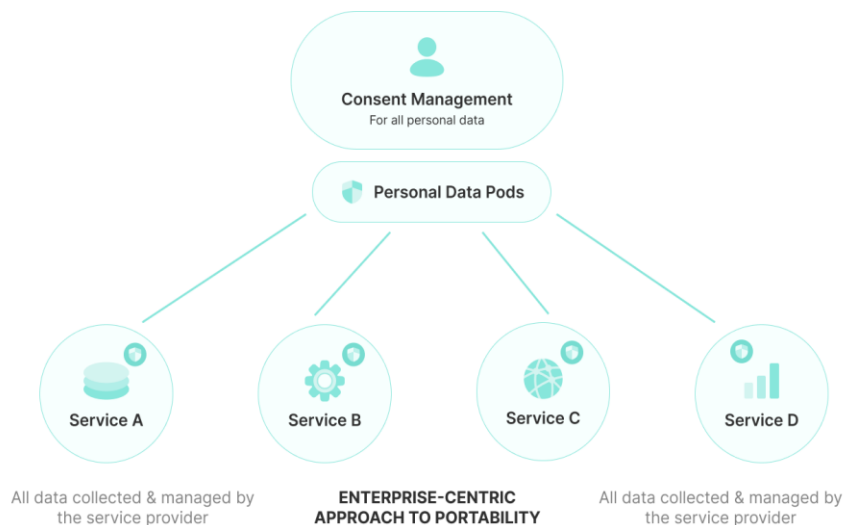 Consent Management
For all personal data
Personal Data Pods
Service A
Service B
Service C
Service D
All data collected & managed by
the service provider
ENTERPRISE-CENTRIC
APPROACH TO PORTABILITY
All data collected & managed by
the service provider